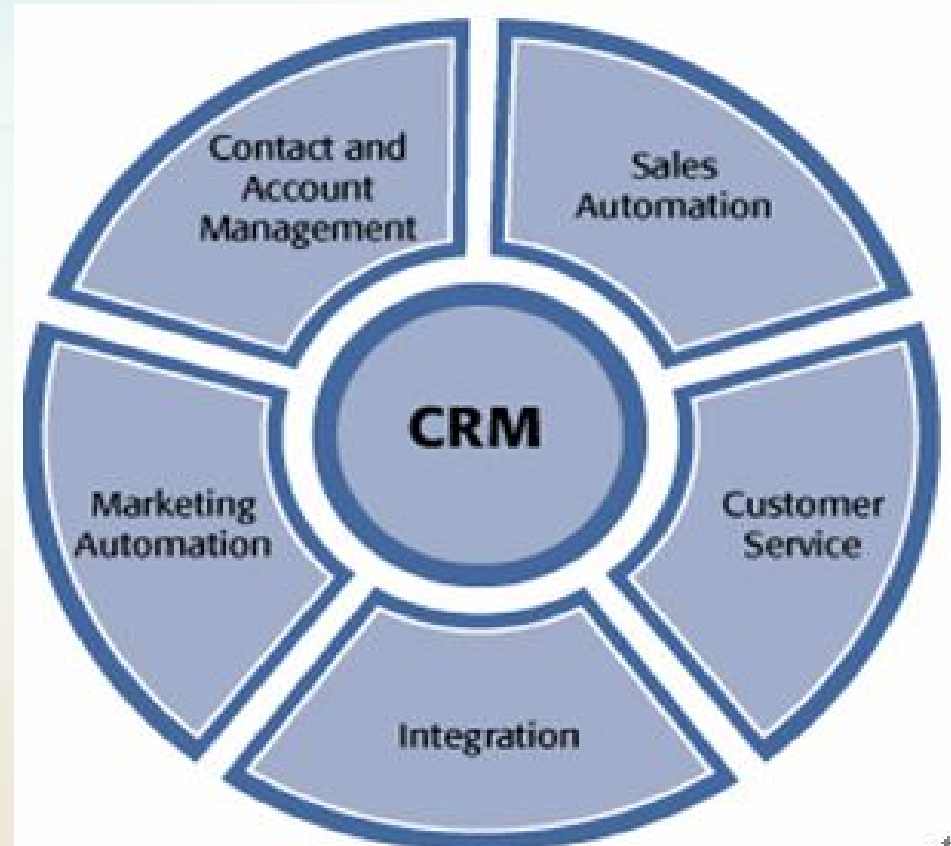 Contact and
Account
Management
Sales
Automation
CRM
Marketing
Automation
Customer
Service
Integration